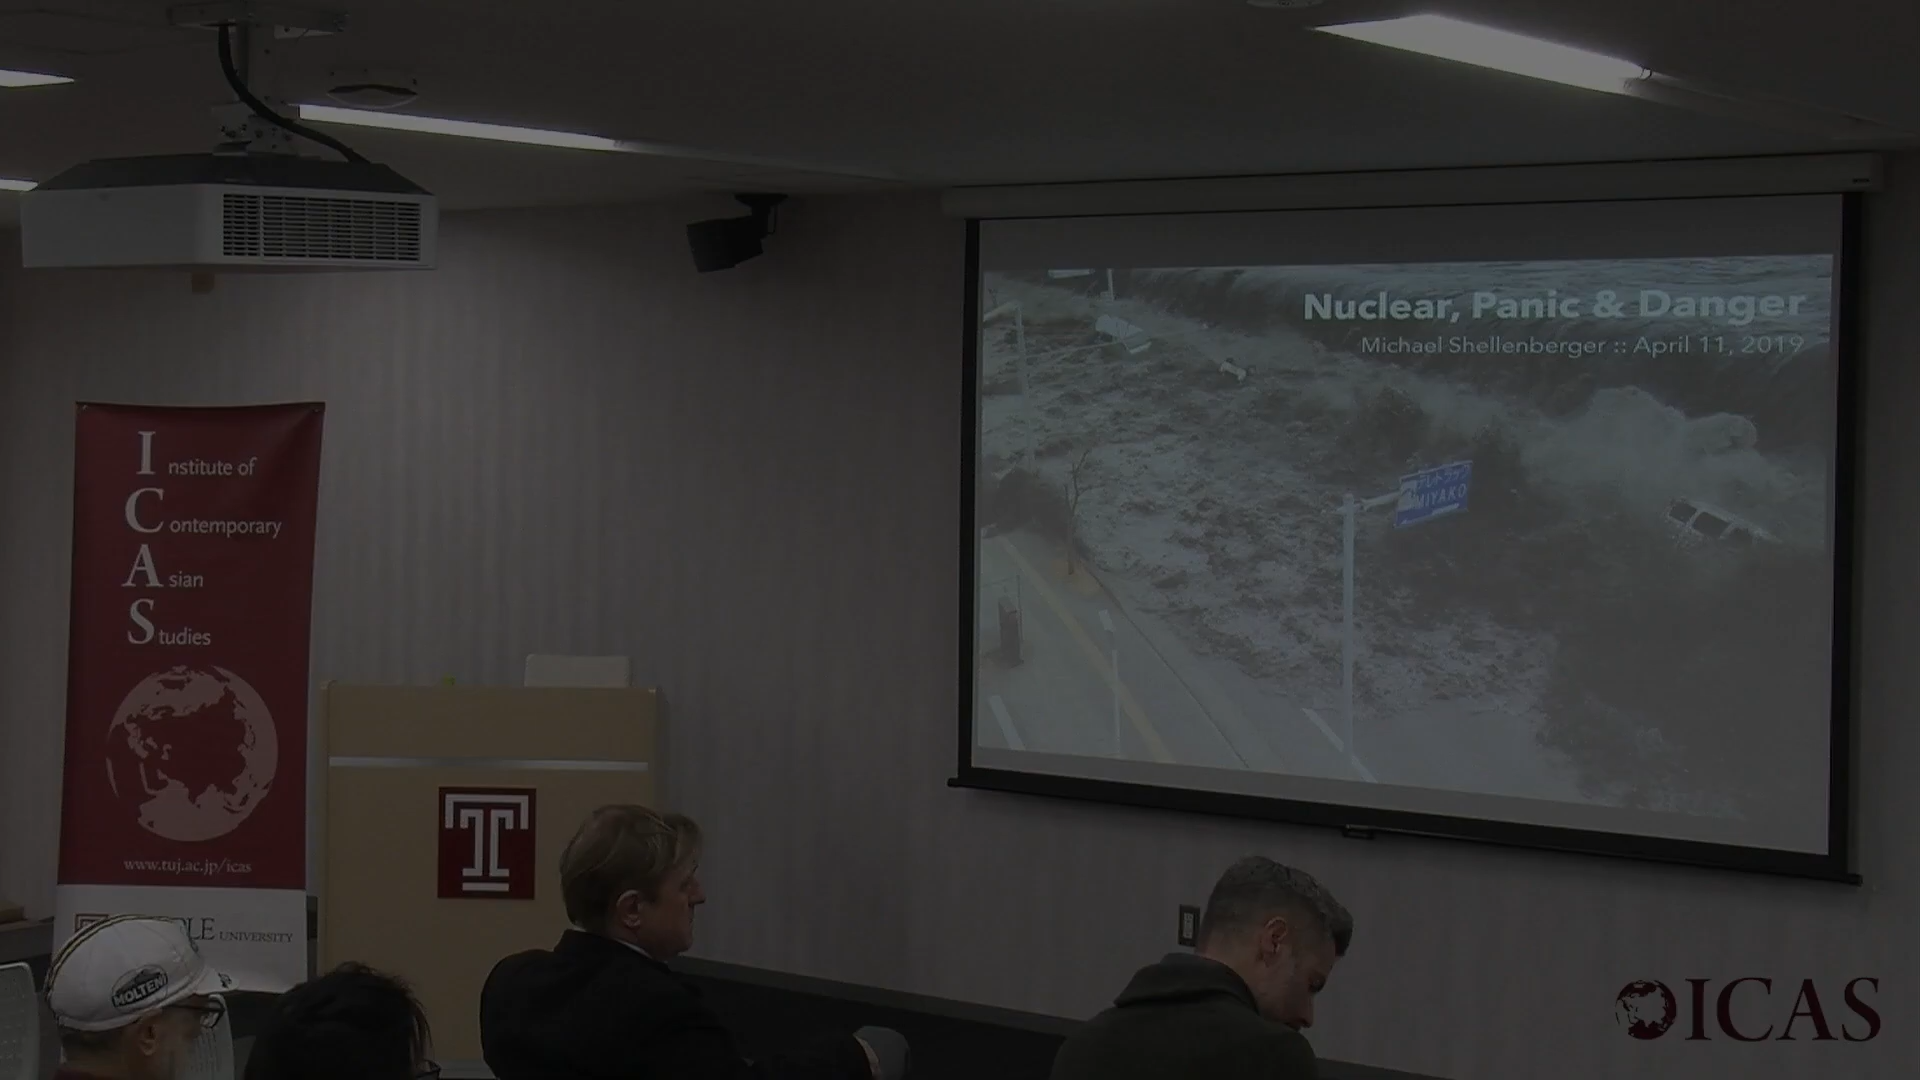 Nuclear, Panic & Danger
Michael Shellenberger :: April 11, 2019
MIYAKO
Institute of
Contemporary
Asian
Studies
www.tuj.ac.jp/icas
UNIVERSITY
MOLTENI
T
ICAS